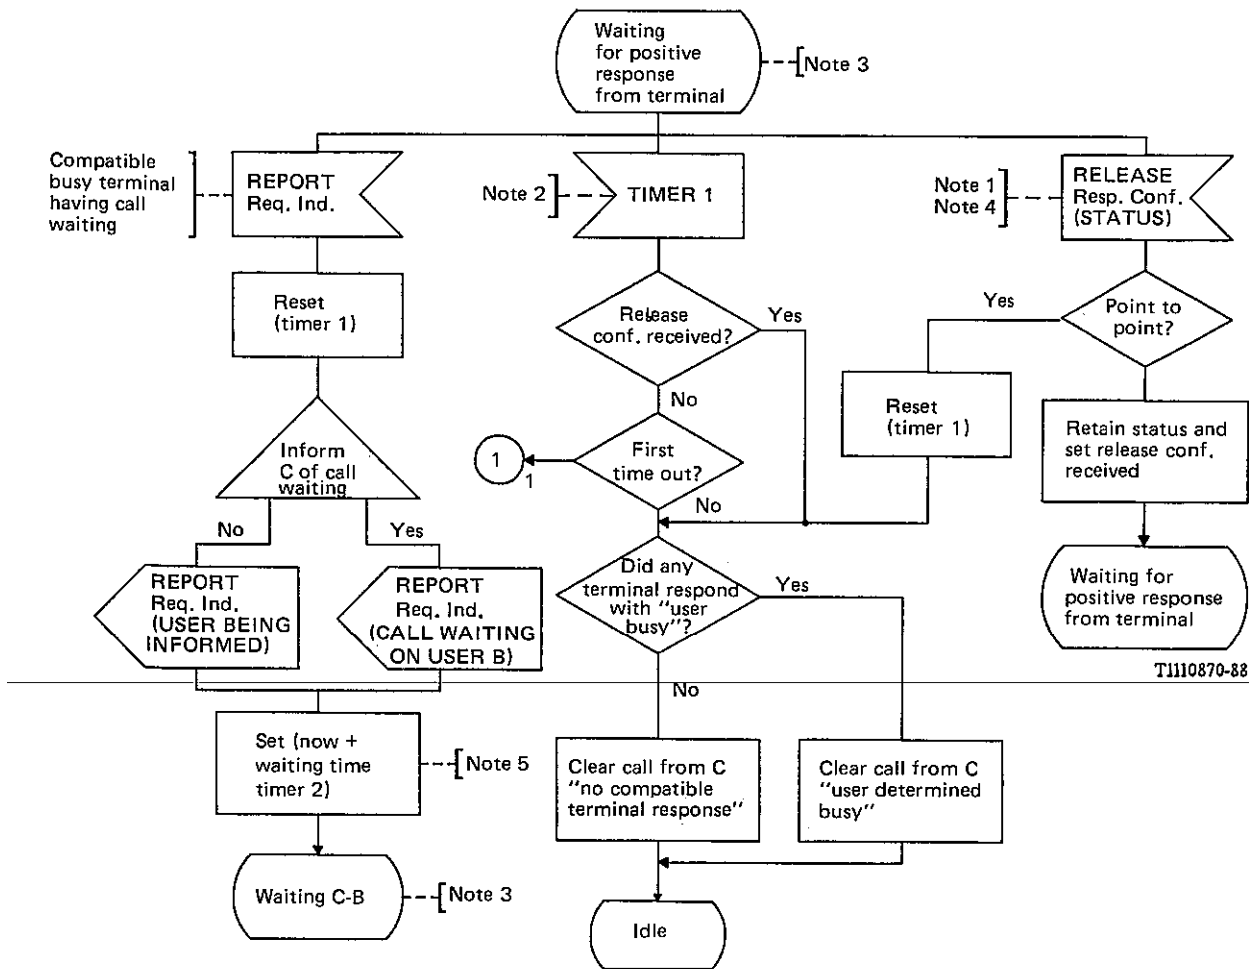 Waiting
for positive
response
from terminal
Note 3
Compatible
busy terminal
having call
waiting
REPORT
Req. Ind.
Note 2
TIMER 1
Note 1
Note 4
RELEASE
Resp. Conf.
(STATUS)
Reset
(timer 1)
Release
conf. received?
Yes
No
Yes
Point to
point?
Reset
(timer 1)
Retain status and
set release conf.
received
Inform
C of call
waiting
1
1
First
time out?
No
No
Yes
REPORT
Req. Ind.
(USER BEING
INFORMED)
REPORT
Req. Ind.
(CALL WAITING
ON USER B)
Did any
terminal respond
with "user
busy"?
Yes
No
Waiting for
positive response
from terminal
T1110870-88
Set (now +
waiting time
timer 2)
Note 5
Clear call from C
"no compatible
terminal response"
Clear call from C
"user determined
busy"
Waiting C-B
Note 3
Idle